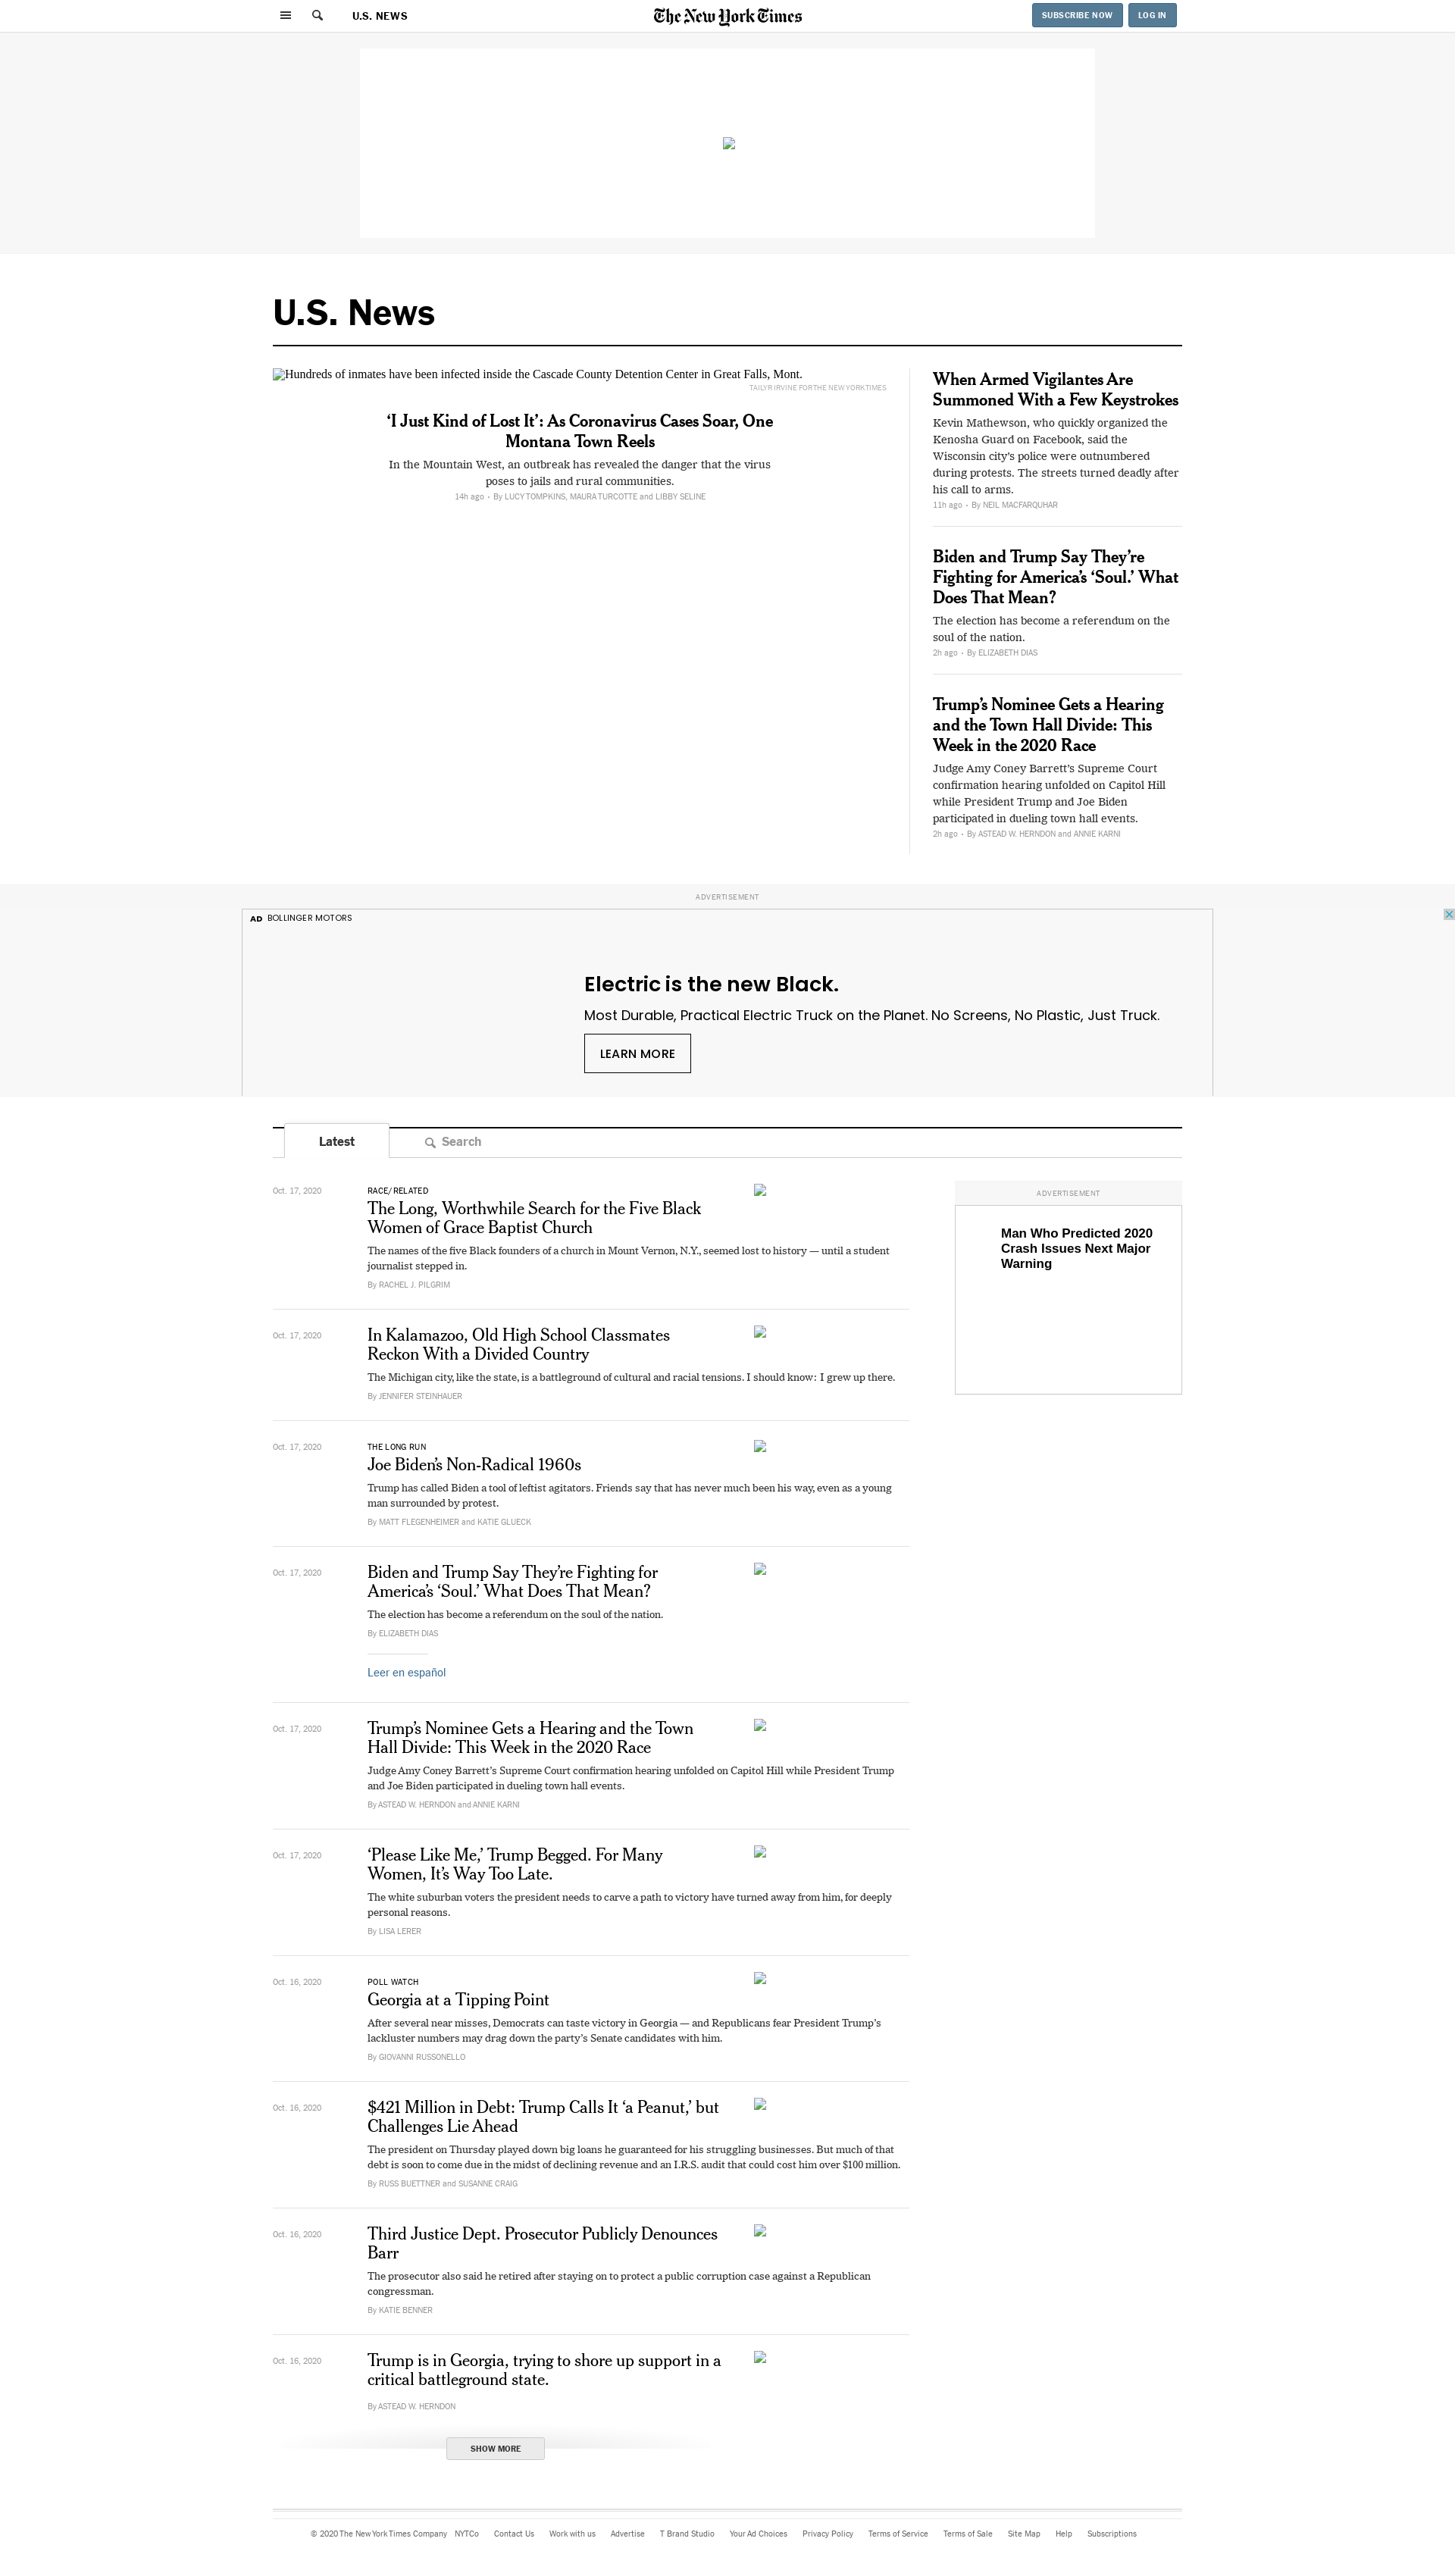 U.S. NEWS
The New York Times
SUBSCRIBE NOW
LOG IN
U.S. News
Hundreds of inmates have been infected inside the Cascade County Detention Center in Great Falls, Mont.
TAILYR IRVINE FOR THE NEW YORK TIMES
‘I Just Kind of Lost It’: As Coronavirus Cases Soar, One
Montana Town Reels
In the Mountain West, an outbreak has revealed the danger that the virus
poses to jails and rural communities.
14h ago • By LUCY TOMPKINS, MAURA TURCOTTE and LIBBY SELINE
When Armed Vigilantes Are
Summoned With a Few Keystrokes
Kevin Mathewson, who quickly organized the
Kenosha Guard on Facebook, said the
Wisconsin city’s police were outnumbered
during protests. The streets turned deadly after
his call to arms.
11h ago • By NEIL MACFARQUHAR
Biden and Trump Say They’re
Fighting for America’s ‘Soul.’ What
Does That Mean?
The election has become a referendum on the
soul of the nation.
2h ago • By ELIZABETH DIAS
Trump’s Nominee Gets a Hearing
and the Town Hall Divide: This
Week in the 2020 Race
Judge Amy Coney Barrett’s Supreme Court
confirmation hearing unfolded on Capitol Hill
while President Trump and Joe Biden
participated in dueling town hall events.
2h ago • By ASTEAD W. HERNDON and ANNIE KARNI
ADVERTISEMENT
AD BOLLINGER MOTORS
Electric is the new Black.
Most Durable, Practical Electric Truck on the Planet. No Screens, No Plastic, Just Truck.
LEARN MORE
Latest
Search
Oct. 17, 2020
RACE/RELATED
The Long, Worthwhile Search for the Five Black
Women of Grace Baptist Church
The names of the five Black founders of a church in Mount Vernon, N.Y., seemed lost to history — until a student
journalist stepped in.
By RACHEL J. PILGRIM
ADVERTISEMENT
Man Who Predicted 2020
Crash Issues Next Major
Warning
Oct. 17, 2020
In Kalamazoo, Old High School Classmates
Reckon With a Divided Country
The Michigan city, like the state, is a battleground of cultural and racial tensions. I should know: I grew up there.
By JENNIFER STEINHAUER
Oct. 17, 2020
THE LONG RUN
Joe Biden’s Non-Radical 1960s
Trump has called Biden a tool of leftist agitators. Friends say that has never much been his way, even as a young
man surrounded by protest.
By MATT FLEGENHEIMER and KATIE GLUECK
Oct. 17, 2020
Biden and Trump Say They’re Fighting for
America’s ‘Soul.’ What Does That Mean?
The election has become a referendum on the soul of the nation.
By ELIZABETH DIAS
Leer en español
Oct. 17, 2020
Trump’s Nominee Gets a Hearing and the Town
Hall Divide: This Week in the 2020 Race
Judge Amy Coney Barrett’s Supreme Court confirmation hearing unfolded on Capitol Hill while President Trump
and Joe Biden participated in dueling town hall events.
By ASTEAD W. HERNDON and ANNIE KARNI
Oct. 17, 2020
‘Please Like Me,’ Trump Begged. For Many
Women, It’s Way Too Late.
The white suburban voters the president needs to carve a path to victory have turned away from him, for deeply
personal reasons.
By LISA LERER
Oct. 16, 2020
POLL WATCH
Georgia at a Tipping Point
After several near misses, Democrats can taste victory in Georgia — and Republicans fear President Trump’s
lackluster numbers may drag down the party’s Senate candidates with him.
By GIOVANNI RUSSONELLO
Oct. 16, 2020
$421 Million in Debt: Trump Calls It ‘a Peanut,’ but
Challenges Lie Ahead
The president on Thursday played down big loans he guaranteed for his struggling businesses. But much of that
debt is soon to come due in the midst of declining revenue and an I.R.S. audit that could cost him over $100 million.
By RUSS BUETTNER and SUSANNE CRAIG
Oct. 16, 2020
Third Justice Dept. Prosecutor Publicly Denounces
Barr
The prosecutor also said he retired after staying on to protect a public corruption case against a Republican
congressman.
By KATIE BENNER
Oct. 16, 2020
Trump is in Georgia, trying to shore up support in a
critical battleground state.
By ASTEAD W. HERNDON
SHOW MORE
© 2020 The New York Times Company NYTCo Contact Us Work with us Advertise T Brand Studio Your Ad Choices Privacy Policy Terms of Service Terms of Sale Site Map Help Subscriptions